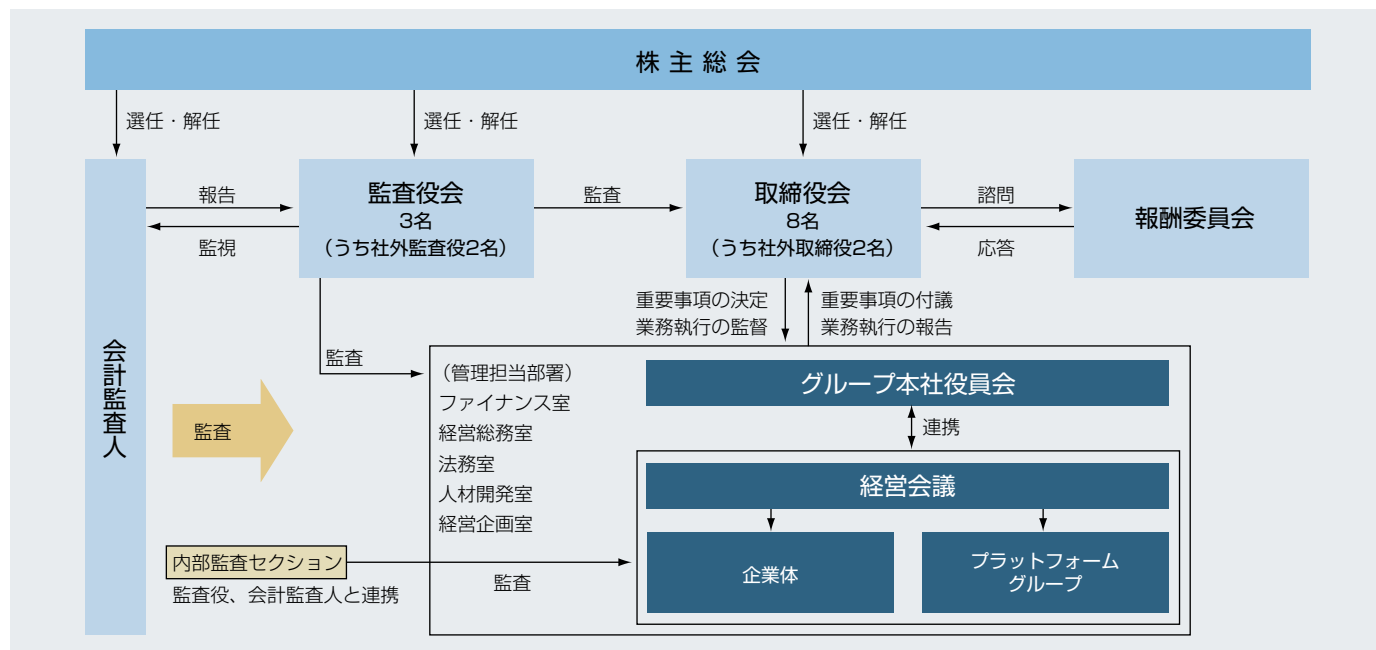 株主総会
選任・解任
選任・解任
選任・解任
会計監査人
報告
監視
監査役会
3名
（うち社外監査役2名）
監査
取締役会
8名
（うち社外取締役2名）
諮問
応答
報酬委員会
重要事項の決定
業務執行の監督
重要事項の付議
業務執行の報告
監査
監査
（管理担当部署）
ファイナンス室
経営総務室
法務室
人材開発室
経営企画室
グループ本社役員会
連携
経営会議
企業体
プラットフォーム
グループ
内部監査セクション
監査役、会計監査人と連携
監査